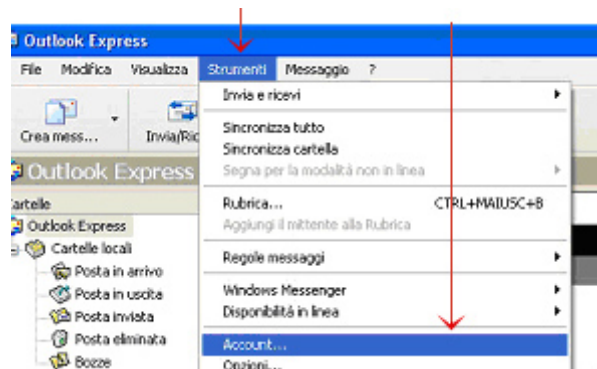 Outlook Express
File Modifica Visualizza Strumenti Messaggio ?
Crea mess... Invia/Ric
Outlook Express
artelle
Outlook Express
Cartelle locali
Posta in arrivo
Posta in uscita
Posta inviata
Posta eliminata
Bozze
Invia e ricevi
Sincronizza tutto
Sincronizza cartella
Segna per la modalità non in linea
Rubrica... CTRL+MAIUSC+B
Aggiungi il mittente alla Rubrica
Regole messaggi
Windows Messenger
Disponibilità in linea
Account...
Opzioni...